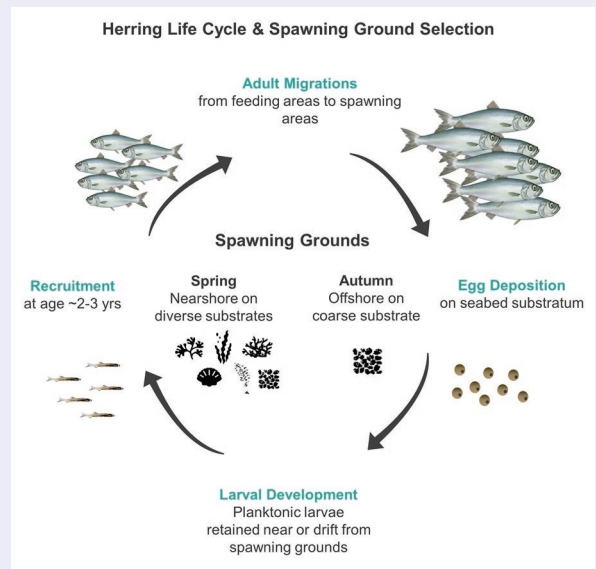 Herring Life Cycle & Spawning Ground Selection
Adult Migrations
from feeding areas to spawning
areas
Spawning Grounds
Recruitment
at age ~2-3 yrs
Spring
Nearshore on
diverse substrates
Autumn
Offshore on
coarse substrate
Egg Deposition
on seabed substratum
Larval Development
Planktonic larvae
retained near or drift from
spawning grounds